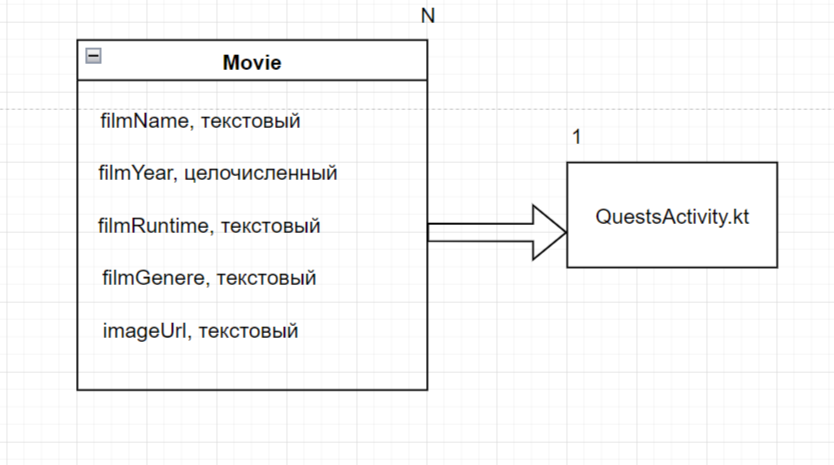 N
Movie
filmName, текстовый
filmYear, целочисленный
filmRuntime, текстовый
filmGenere, текстовый
imageUrl, текстовый
1
QuestsActivity.kt